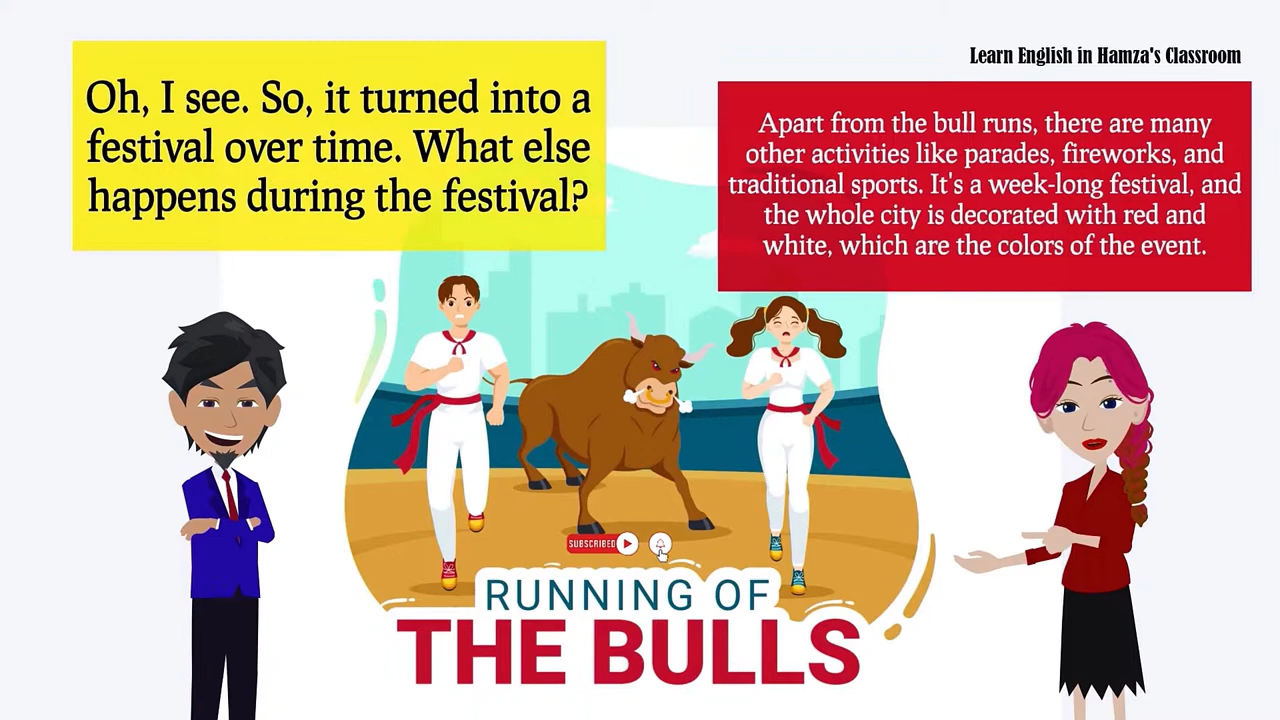 Learn English in Hamza's Classroom
Oh, I see. So, it turned into a
festival over time. What else
happens during the festival?
Apart from the bull runs, there are many
other activities like parades, fireworks, and
traditional sports. It's a week-long festival, and
the whole city is decorated with red and
white, which are the colors of the event.
SUBSCRIBED
RUNNING OF
THE BULLS